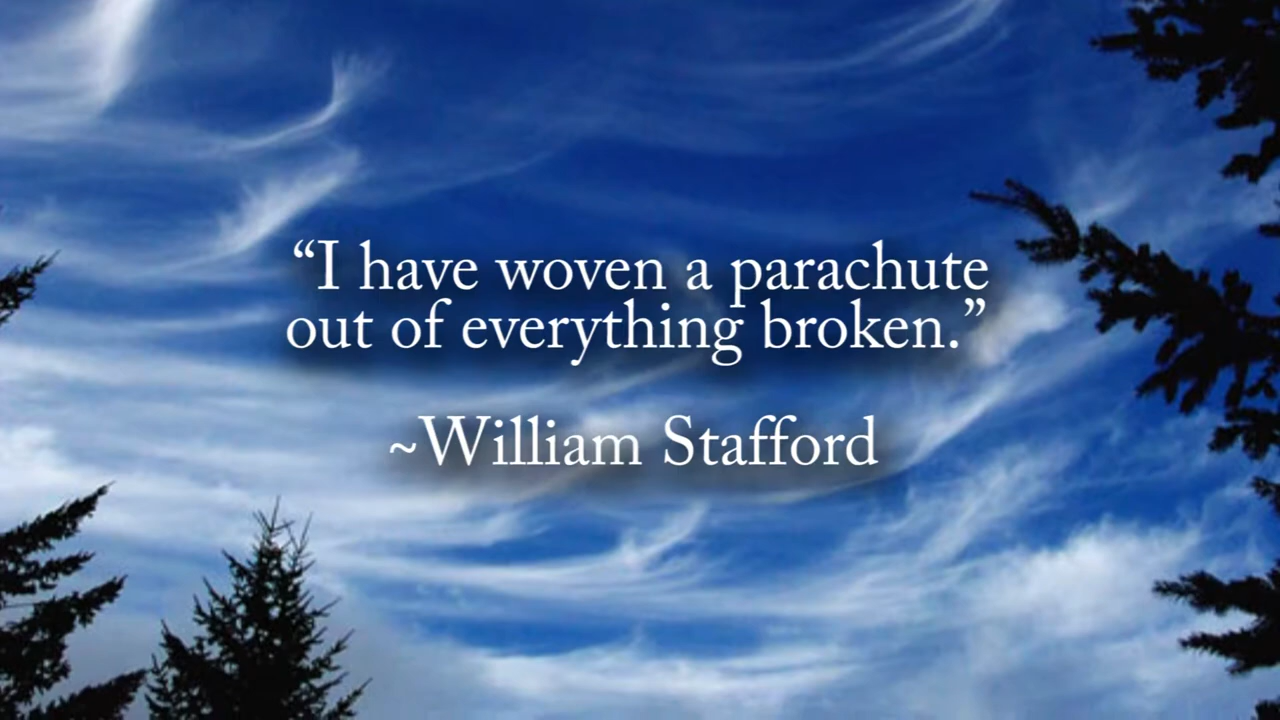 “I have woven a parachute
out of everything broken.”
~William Stafford